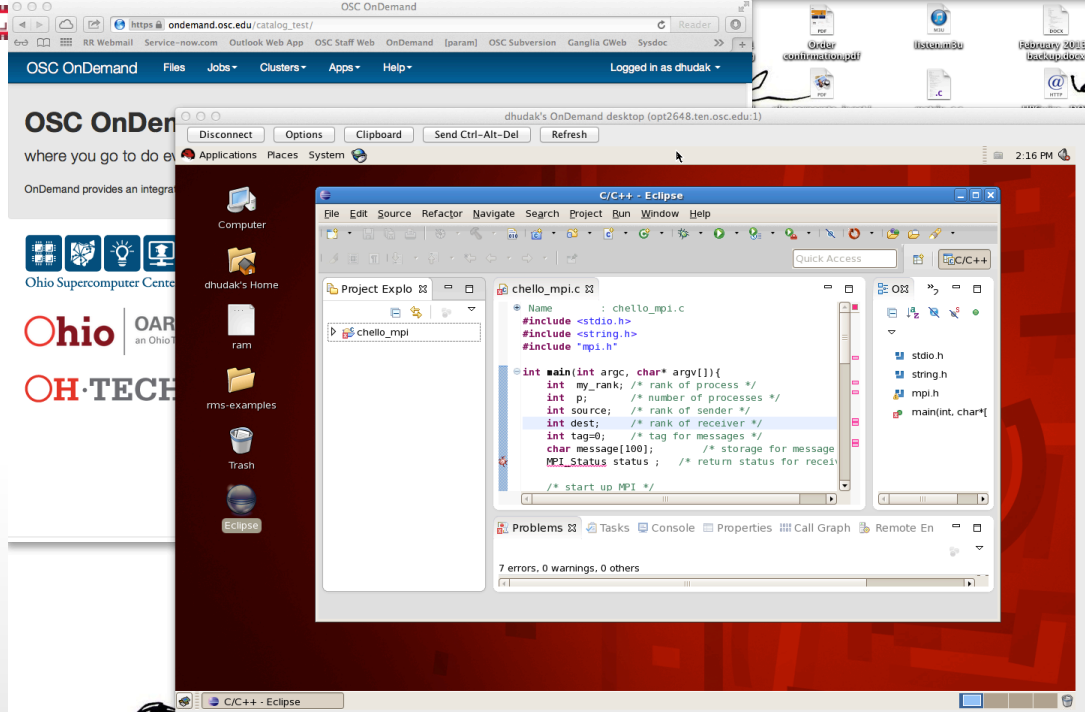 OSC OnDemand
https ondemand.osc.edu/catalog_test/
Reader
RR Webmail Service-now.com Outlook Web App OSC Staff Web OnDemand [param] OSC Subversion Ganglia GWeb Sysdoc
OSC OnDemand Files Jobs Clusters Apps Help Logged in as dhudak
Order
confirmation.pdf
listen.m3u
DOCX
PDF
M3U
PDF
.C
HTTP
OSC OnDe
where you go to do e
OnDemand provides an integrat
Ohio Supercomputer Cente
Ohio OAR
an Ohio
OH·TECH
dhudak's OnDemand desktop (opt2648.ten.osc.edu:1)
Disconnect Options Clipboard Send Ctrl-Alt-Del Refresh
Applications Places System 2:16 PM
Computer
dhudak's Home
ram
rms-examples
Trash
Eclipse
C/C++ - Eclipse
File Edit Source Refactor Navigate Search Project Run Window Help
Quick Access C/C++
Project Explo
chello_mpi
chello_mpi.c
Name : chello_mpi.c
#include <stdio.h>
#include <string.h>
#include "mpi.h"
int main(int argc, char* argv[]){
int my_rank; /* rank of process */
int p; /* number of processes */
int source; /* rank of sender */
int dest; /* rank of receiver */
int tag=0; /* tag for messages */
char message[100]; /* storage for message
MPI_Status status ; /* return status for recei
/* start up MPI */
stdio.h
string.h
mpi.h
main(int, char*[
Problems Tasks Console Properties Call Graph Remote En
7 errors, 0 warnings, 0 others
C/C++ - Eclipse